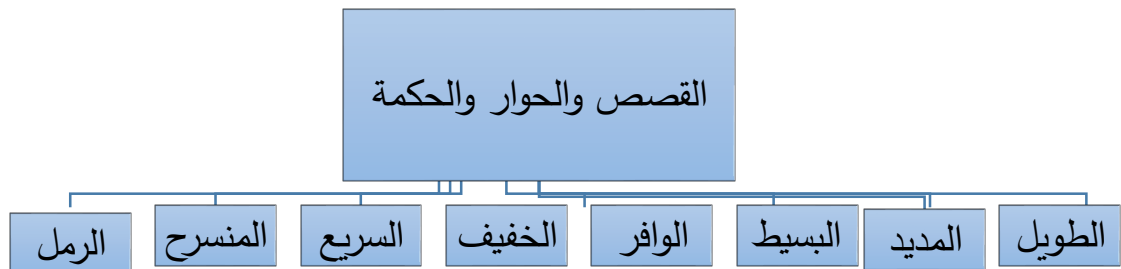 القصص والحوار والحكمة
الطويل
المديد
البسيط
الوافر
الخفيف
السريع
المنسرح
الرمل